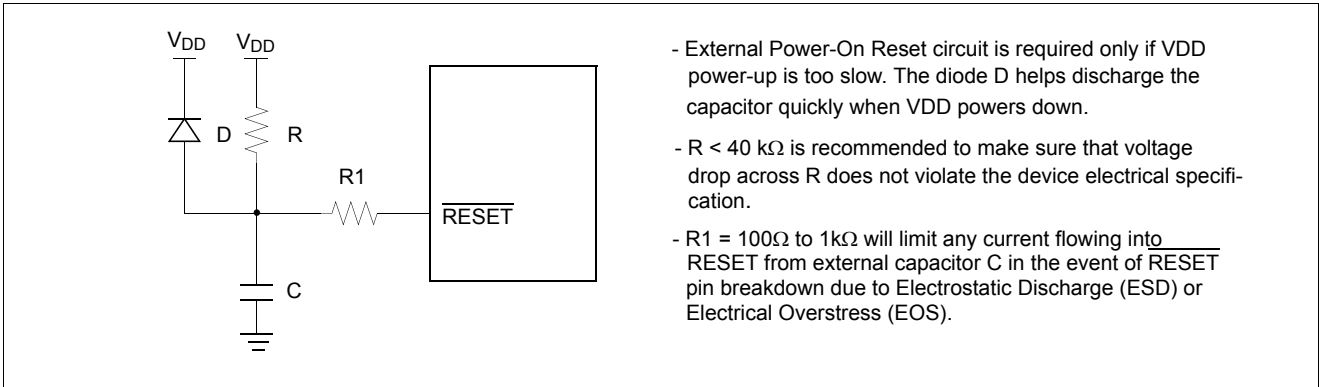 VDD VDD
D R
R1
RESET
C
- External Power-On Reset circuit is required only if VDD
power-up is too slow. The diode D helps discharge the
capacitor quickly when VDD powers down.
- R < 40 kΩ is recommended to make sure that voltage
drop across R does not violate the device electrical specifi-
cation.
- R1 = 100Ω to 1kΩ will limit any current flowing into
RESET from external capacitor C in the event of RESET
pin breakdown due to Electrostatic Discharge (ESD) or
Electrical Overstress (EOS).